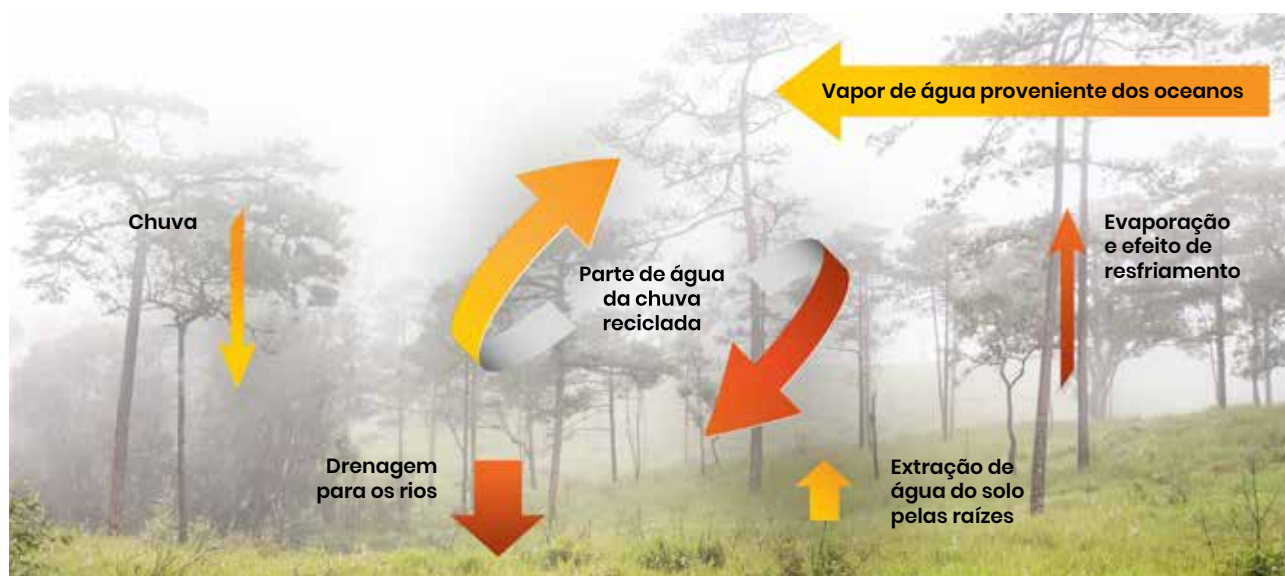 Vapor de água proveniente dos oceanos
Chuva
Evaporação
e efeito de
resfriamento
Parte de água
da chuva
reciclada
Drenagem
para os rios
Extração de
água do solo
pelas raízes